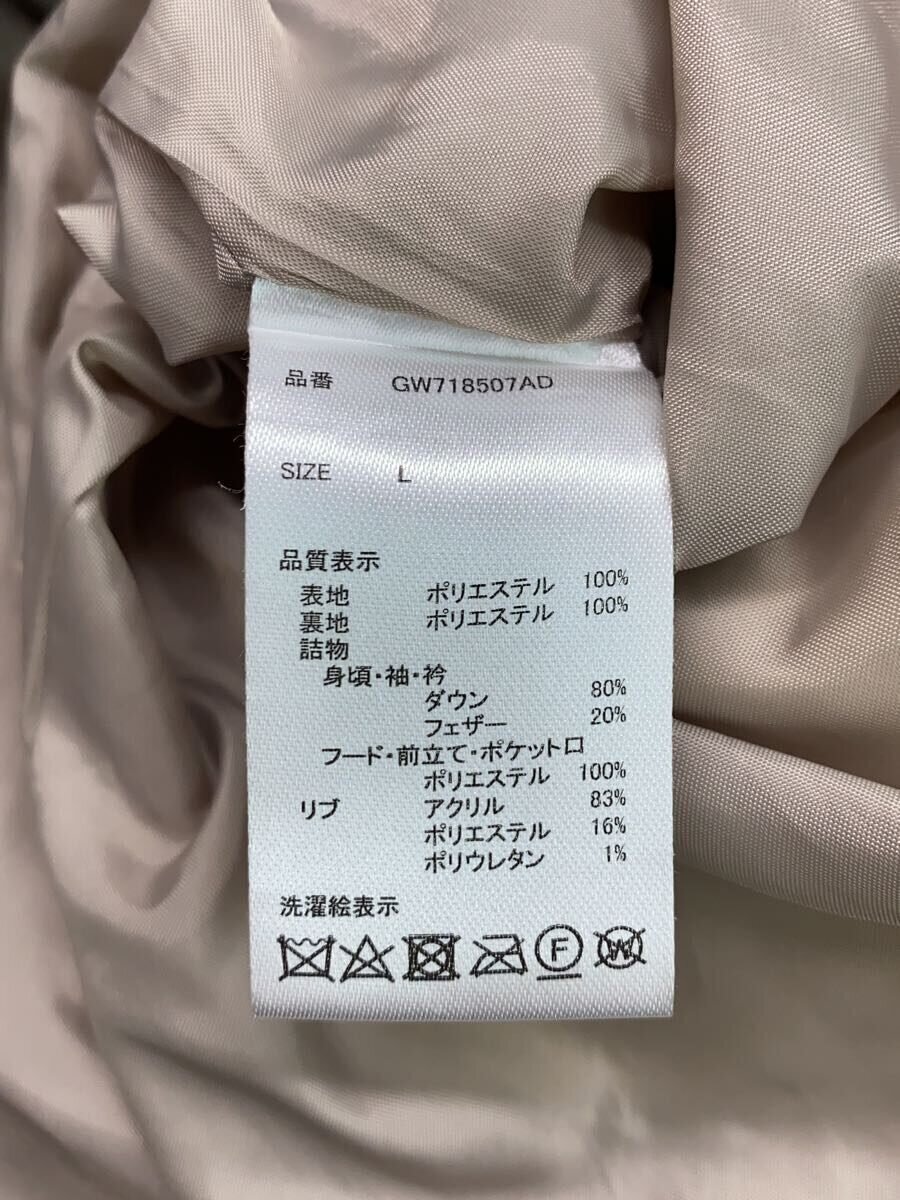 品番 GW718507AD
SIZE L
品質表示
表地 ポリエステル 100%
裏地 ポリエステル 100%
詰物
身頃・袖・衿
ダウン 80%
フェザー 20%
フード・前立て・ポケット口
ポリエステル 100%
リブ アクリル 83%
ポリエステル 16%
ポリウレタン 1%
洗濯絵表示
F W